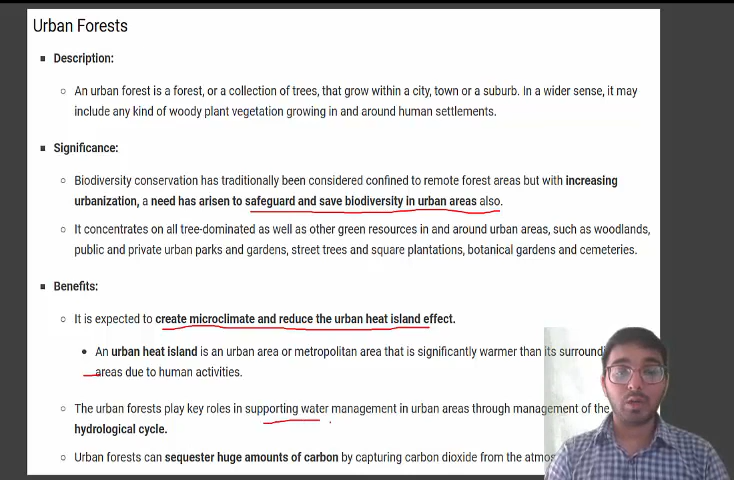 Urban Forests
Description:
An urban forest is a forest, or a collection of trees, that grow within a city, town or a suburb. In a wider sense, it may
include any kind of woody plant vegetation growing in and around human settlements.
Significance:
Biodiversity conservation has traditionally been considered confined to remote forest areas but with increasing
urbanization, a need has arisen to safeguard and save biodiversity in urban areas also.
It concentrates on all tree-dominated as well as other green resources in and around urban areas, such as woodlands,
public and private urban parks and gardens, street trees and square plantations, botanical gardens and cemeteries.
Benefits:
It is expected to create microclimate and reduce the urban heat island effect.
An urban heat island is an urban area or metropolitan area that is significantly warmer than its surroundi
areas due to human activities.
The urban forests play key roles in supporting water management in urban areas through management of the
hydrological cycle.
Urban forests can sequester huge amounts of carbon by capturing carbon dioxide from the atmos